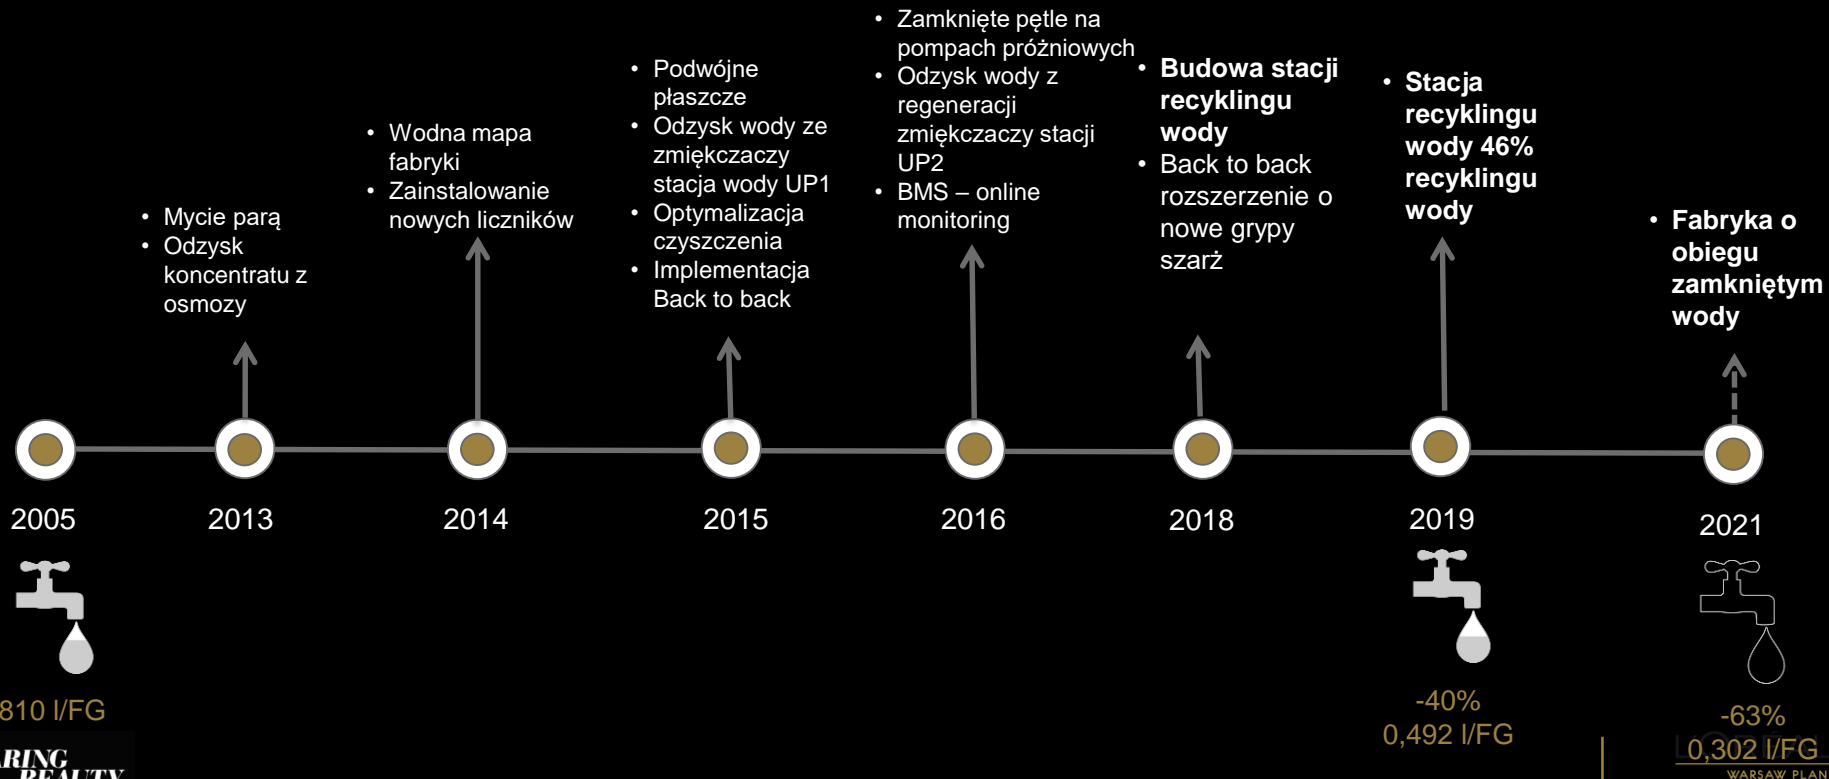 • Mycie parą
• Odzysk
koncentratu z
osmozy
• Wodna mapa
fabryki
• Zainstalowanie
nowych liczników
• Podwójne
płaszcze
• Odzysk wody ze
zmiękczaczy
stacja wody UP1
• Optymalizacja
czyszczenia
• Implementacja
Back to back
• Zamknięte pętle na
pompach próżniowych
• Odzysk wody z
regeneracji
zmiękczaczy stacji
UP2
• BMS – online
monitoring
• Budowa stacji
recyklingu
wody
• Back to back
rozszerzenie o
nowe grypy
szarż
• Stacja
recyklingu
wody 46%
recyklingu
wody
• Fabryka o
obiegu
zamkniętym
wody
2005
2013
2014
2015
2016
2018
2019
2021
810 l/FG
-40%
0,492 l/FG
-63%
0,302 l/FG
ARING
BEAUTY
WARSAW PLAN